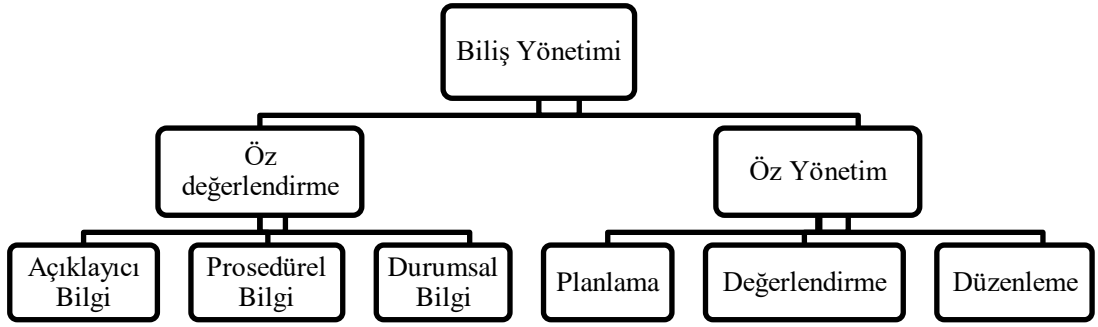 Biliş Yönetimi
Öz
değerlendirme
Öz Yönetim
Açıklayıcı
Bilgi
Prosedürel
Bilgi
Durumsal
Bilgi
Planlama
Değerlendirme
Düzenleme